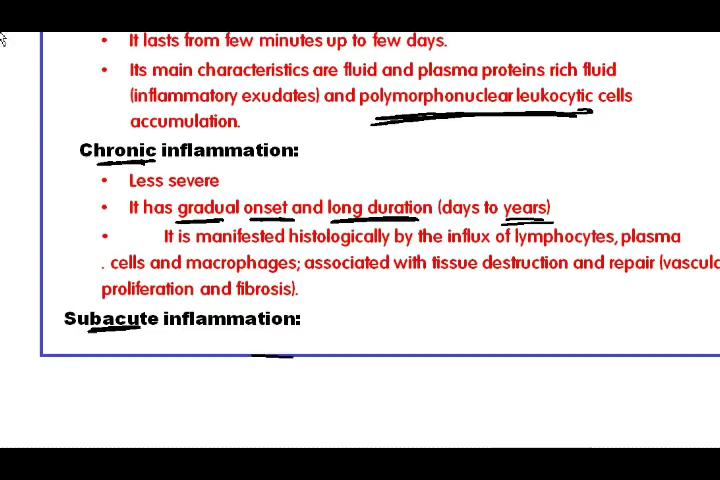 • It lasts from few minutes up to few days.
• Its main characteristics are fluid and plasma proteins rich fluid
(inflammatory exudates) and polymorphonuclear leukocytic cells
accumulation.
Chronic inflammation:
• Less severe
• It has gradual onset and long duration (days to years)
• It is manifested histologically by the influx of lymphocytes, plasma
. cells and macrophages; associated with tissue destruction and repair (vascula
proliferation and fibrosis).
Subacute inflammation: